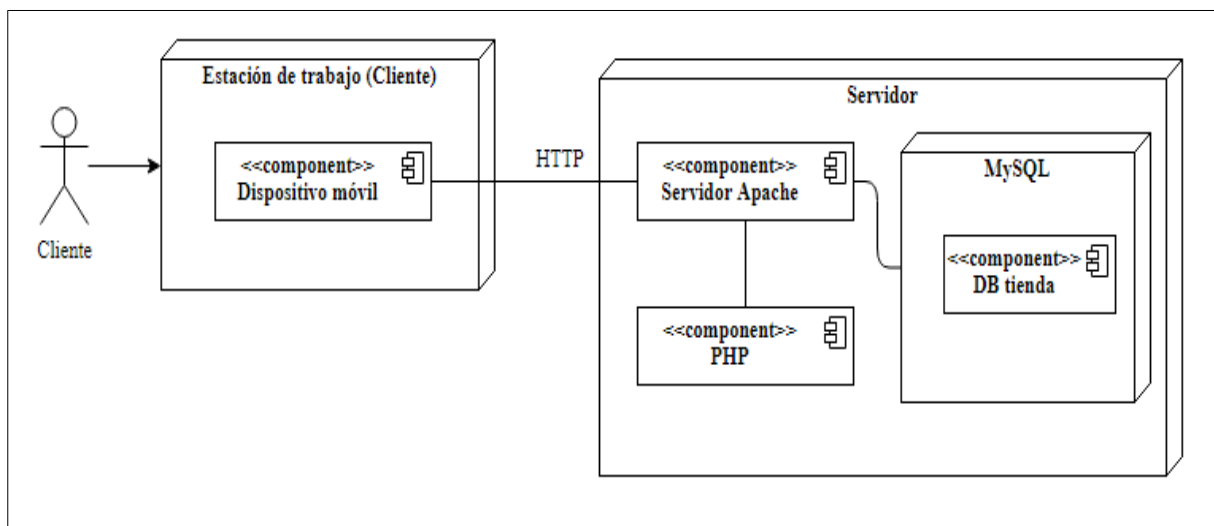 Cliente
Estación de trabajo (Cliente)
<<component>>
Dispositivo móvil
HTTP
Servidor
<<component>>
Servidor Apache
<<component>>
PHP
MySQL
<<component>>
DB tienda